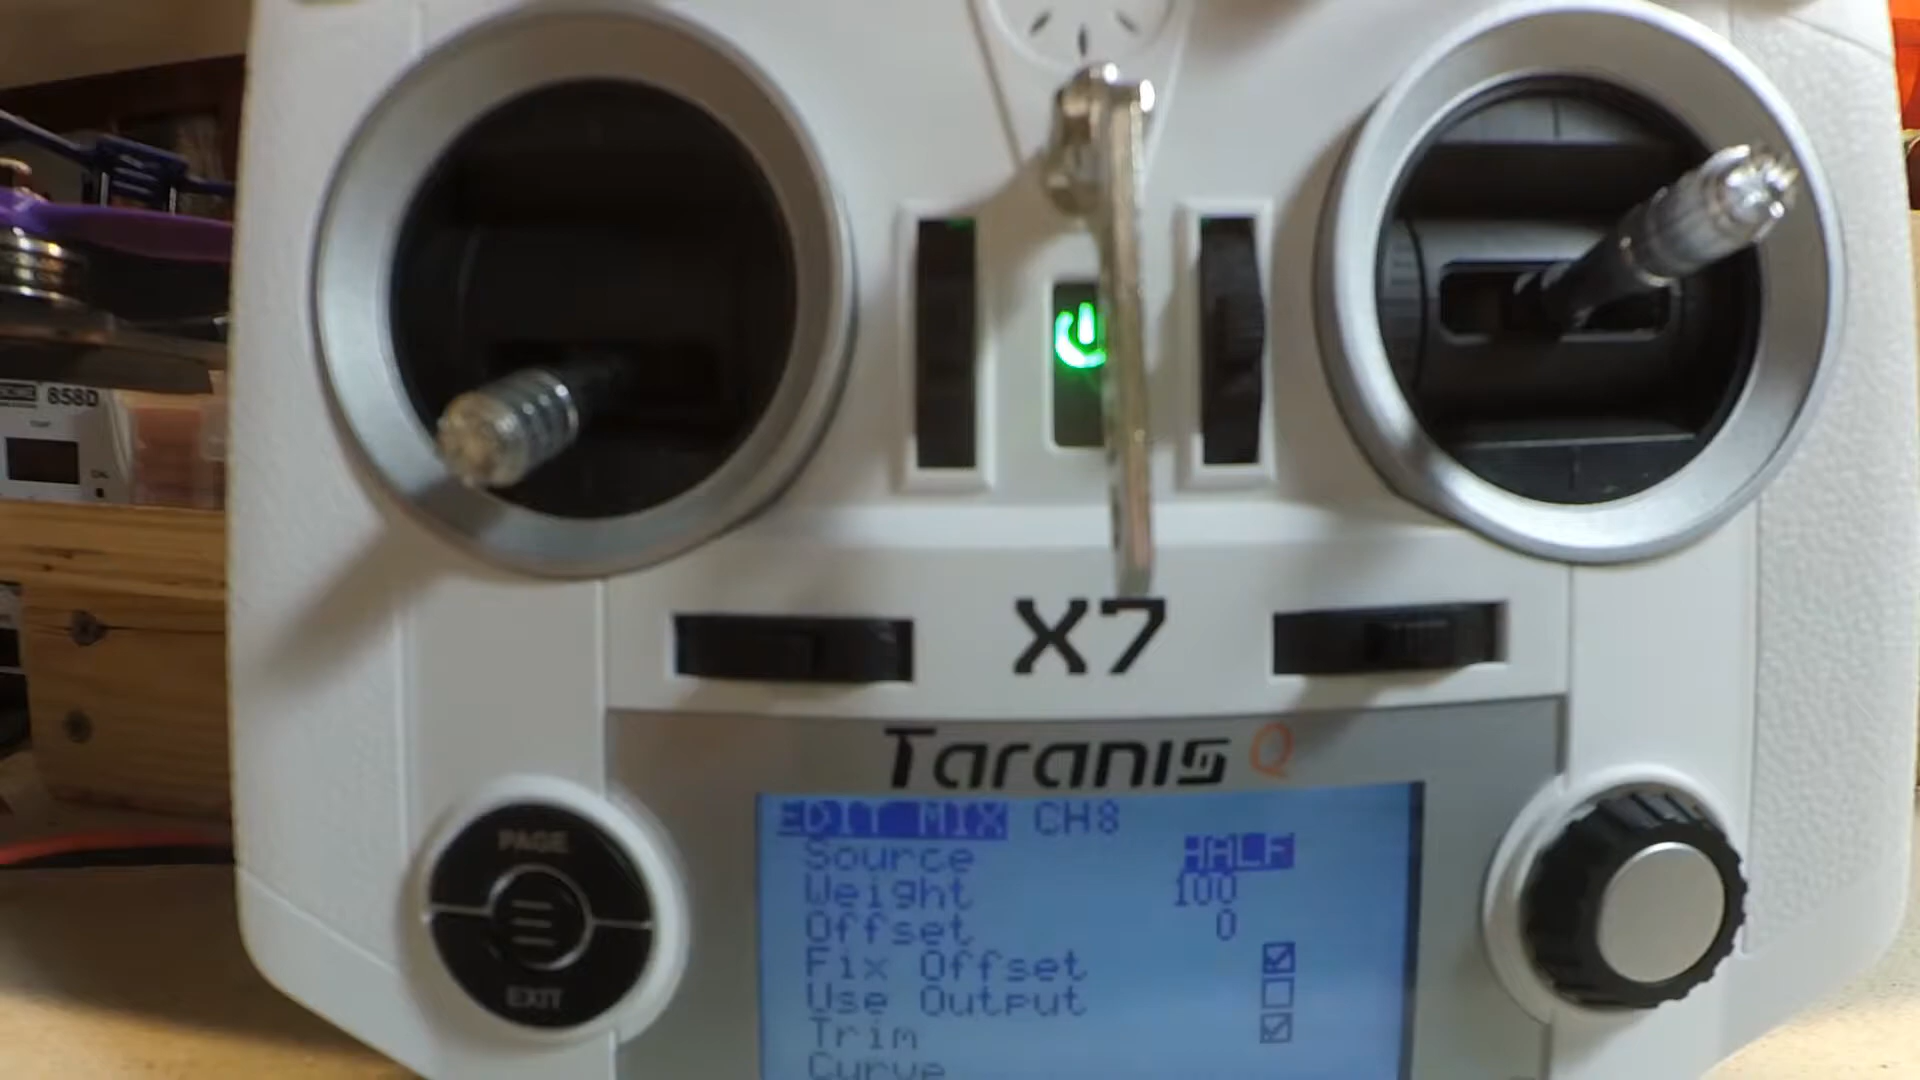 858D
X7
Taranis Q
PAGE
EXIT
EDIT MIX CH8
Source HALF
Weight 100
Offset 0
Fix Offset
Use Output
Trim
Curve